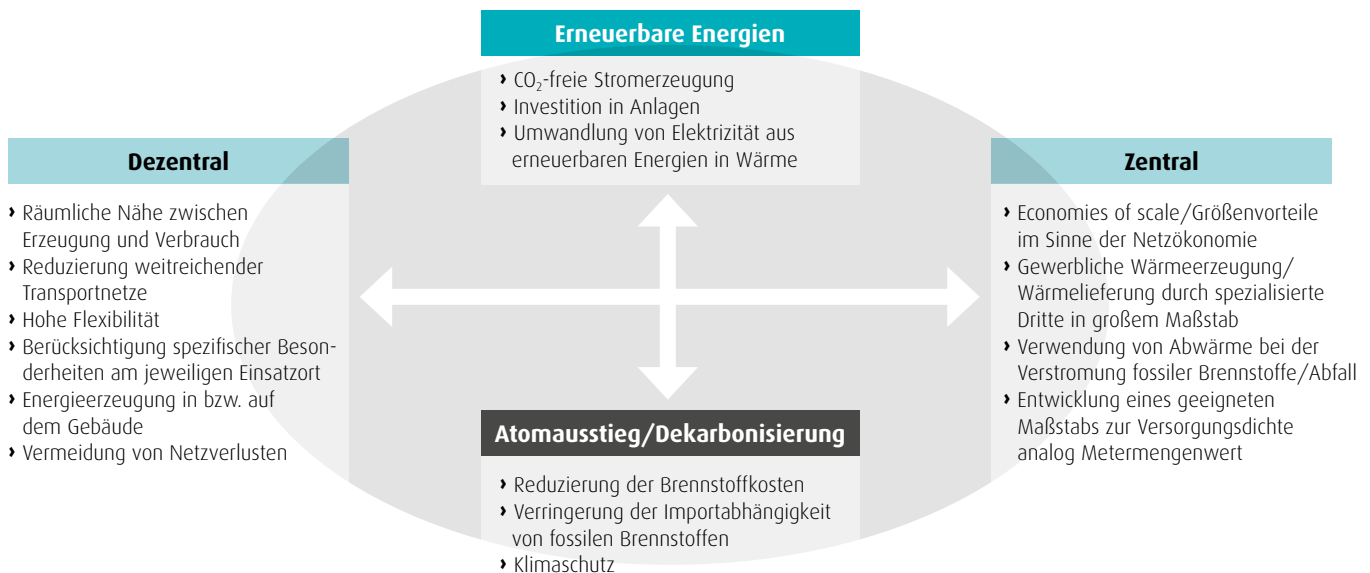 Erneuerbare Energien
› CO₂-freie Stromerzeugung
› Investition in Anlagen
› Umwandlung von Elektrizität aus
erneuerbaren Energien in Wärme
Dezentral
› Räumliche Nähe zwischen
Erzeugung und Verbrauch
› Reduzierung weitreichender
Transportnetze
› Hohe Flexibilität
› Berücksichtigung spezifischer Beson-
derheiten am jeweiligen Einsatzort
› Energieerzeugung in bzw. auf
dem Gebäude
› Vermeidung von Netzverlusten
Zentral
› Economies of scale/Größenvorteile
im Sinne der Netzökonomie
› Gewerbliche Wärmeerzeugung/
Wärmelieferung durch spezialisierte
Dritte in großem Maßstab
› Verwendung von Abwärme bei der
Verstromung fossiler Brennstoffe/Abfall
› Entwicklung eines geeigneten
Maßstabs zur Versorgungsdichte
analog Metermengenwert
Atomausstieg/Dekarbonisierung
› Reduzierung der Brennstoffkosten
› Verringerung der Importabhängigkeit
von fossilen Brennstoffen
› Klimaschutz